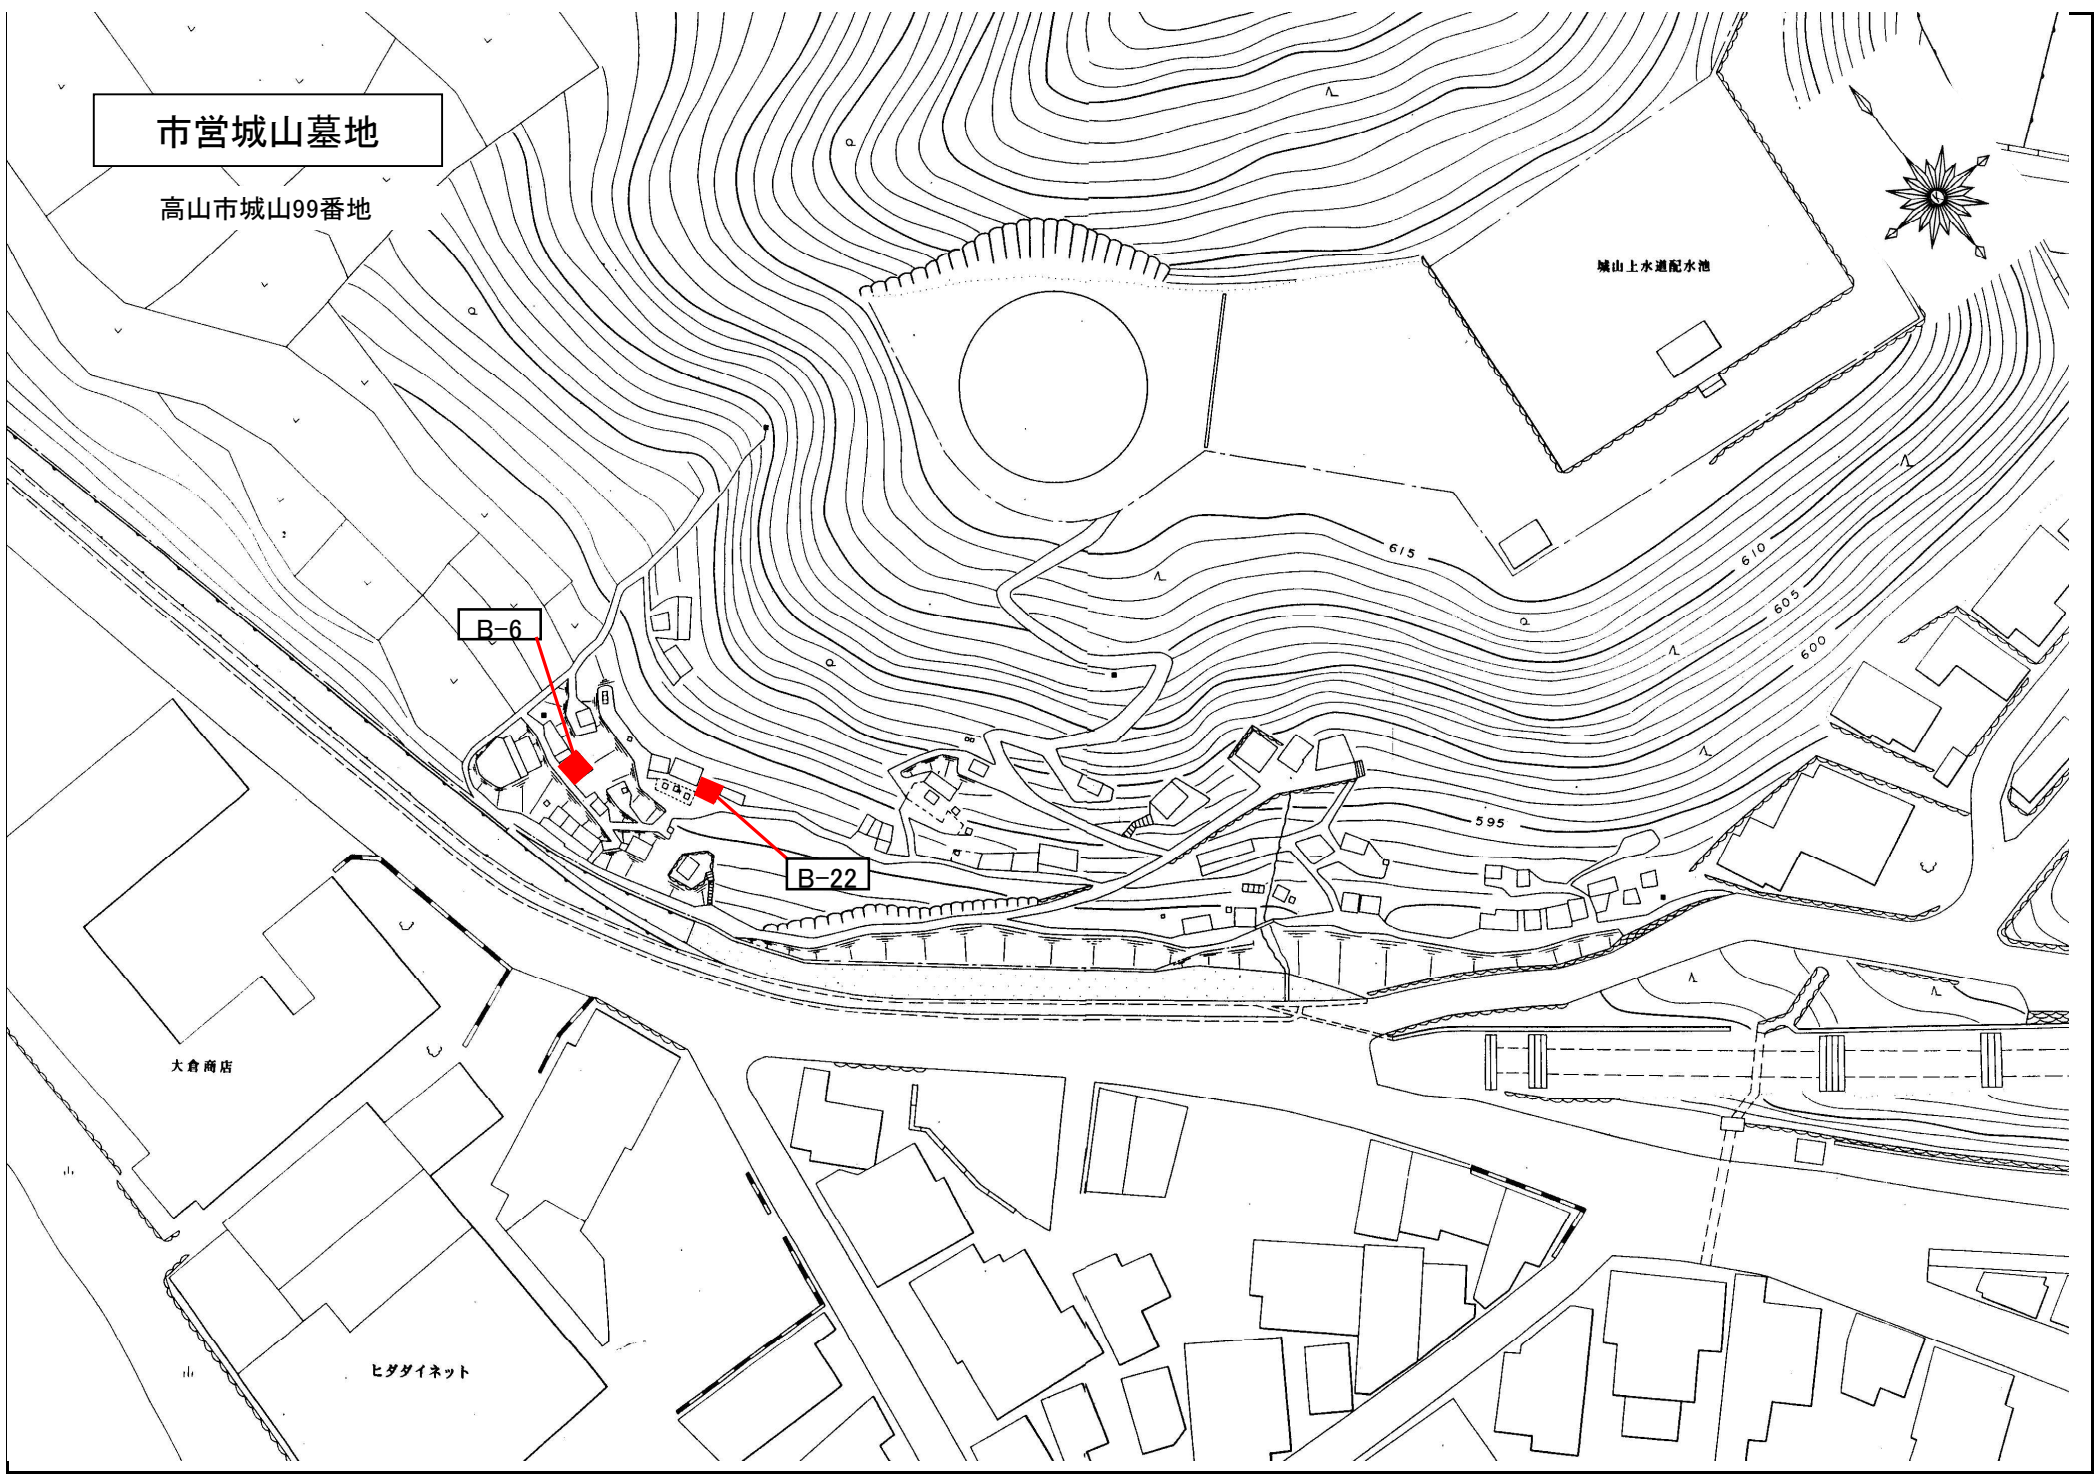 市営城山墓地
高山市城山99番地
城山上水道配水池
615
610
605
600
B-6
595
B-22
大倉商店
ヒダダイネット